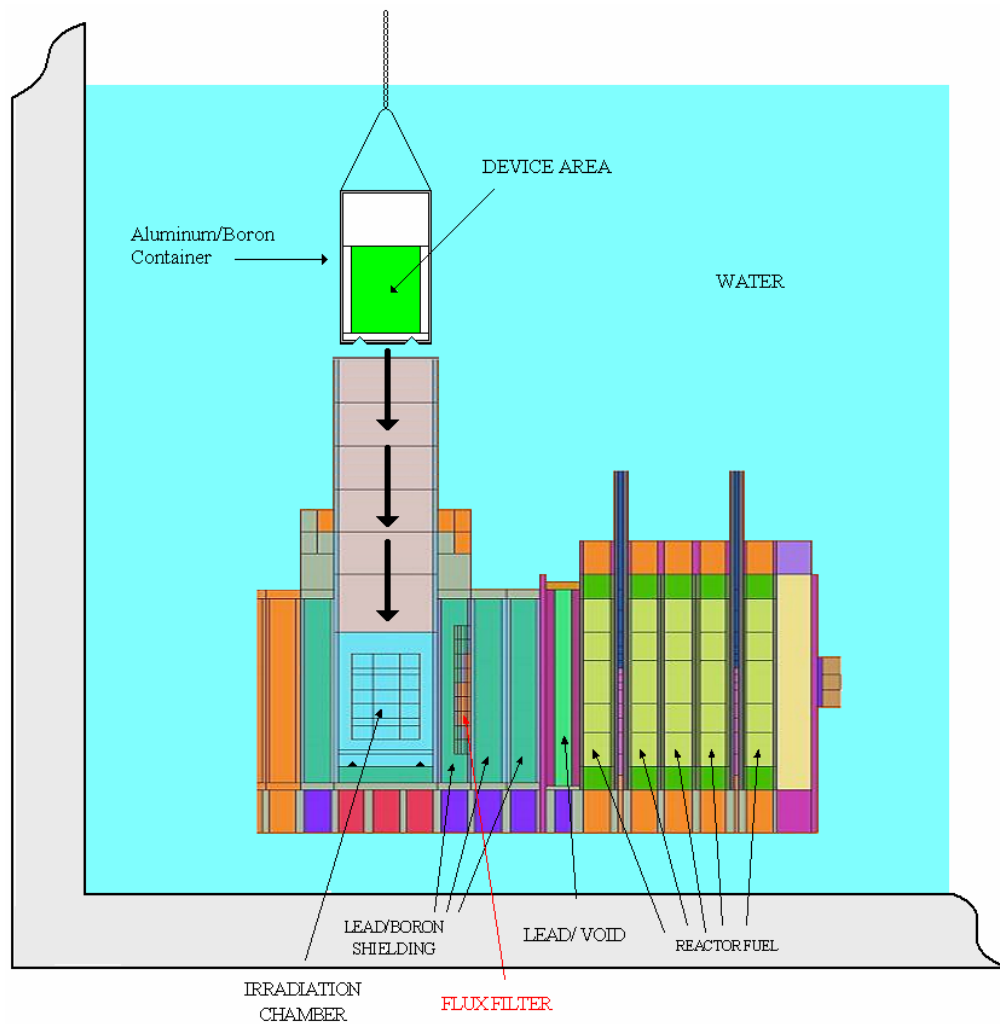 DEVICE AREA
Aluminum/Boron
Container
WATER
LEAD/BORON
SHIELDING
LEAD/ VOID
REACTOR FUEL
IRRADIATION
CHAMBER
FLUX FILTER